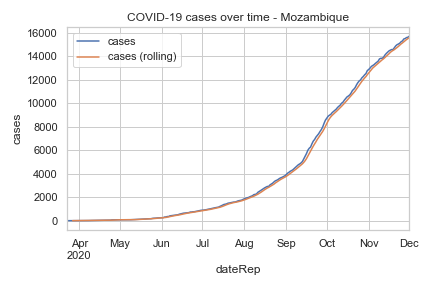 COVID-19 cases over time - Mozambique
cases
cases (rolling)
16000
14000
12000
10000
8000
6000
4000
2000
0
cases
Apr May Jun Jul Aug Sep Oct Nov Dec
2020
dateRep